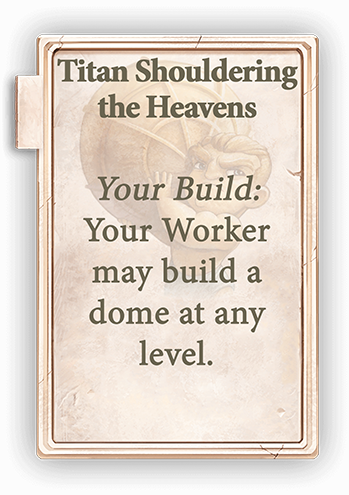 Titan Shouldering
the Heavens
Your Build:
Your Worker
may build a
dome at any
level.